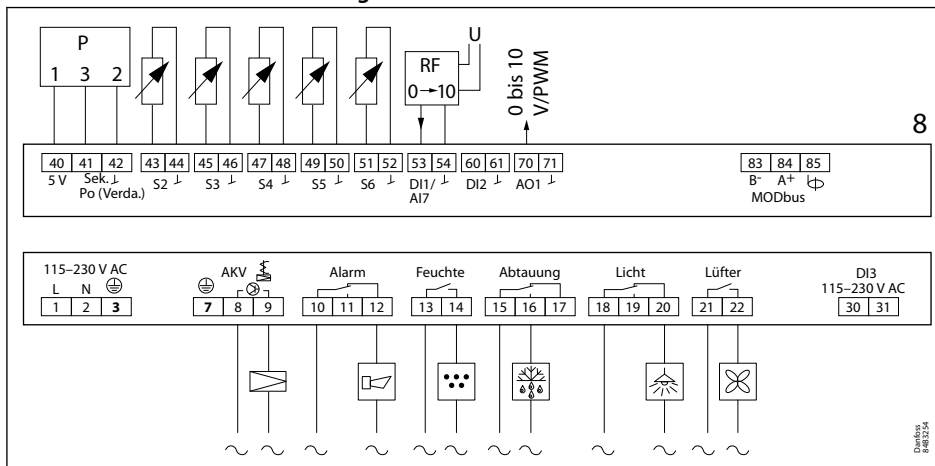 P
1 3 2
U
RF
0→10
0 bis 10
V/PWM
8
40 41 42 43 44 45 46 47 48 49 50 51 52 53 54 60 61 70 71 83 84 85
5 V Sek. S2 S3 S4 S5 S6 DI1/ DI2 AO1 B- A+
Po (Verda.) AI7 MODbus
115–230 V AC AKV Alarm Feuchte Abtauung Licht Lüfter DI3
L N 115–230 V AC
1 2 3 7 8 9 10 11 12 13 14 15 16 17 18 19 20 21 22 30 31
Danfoss
84B3254